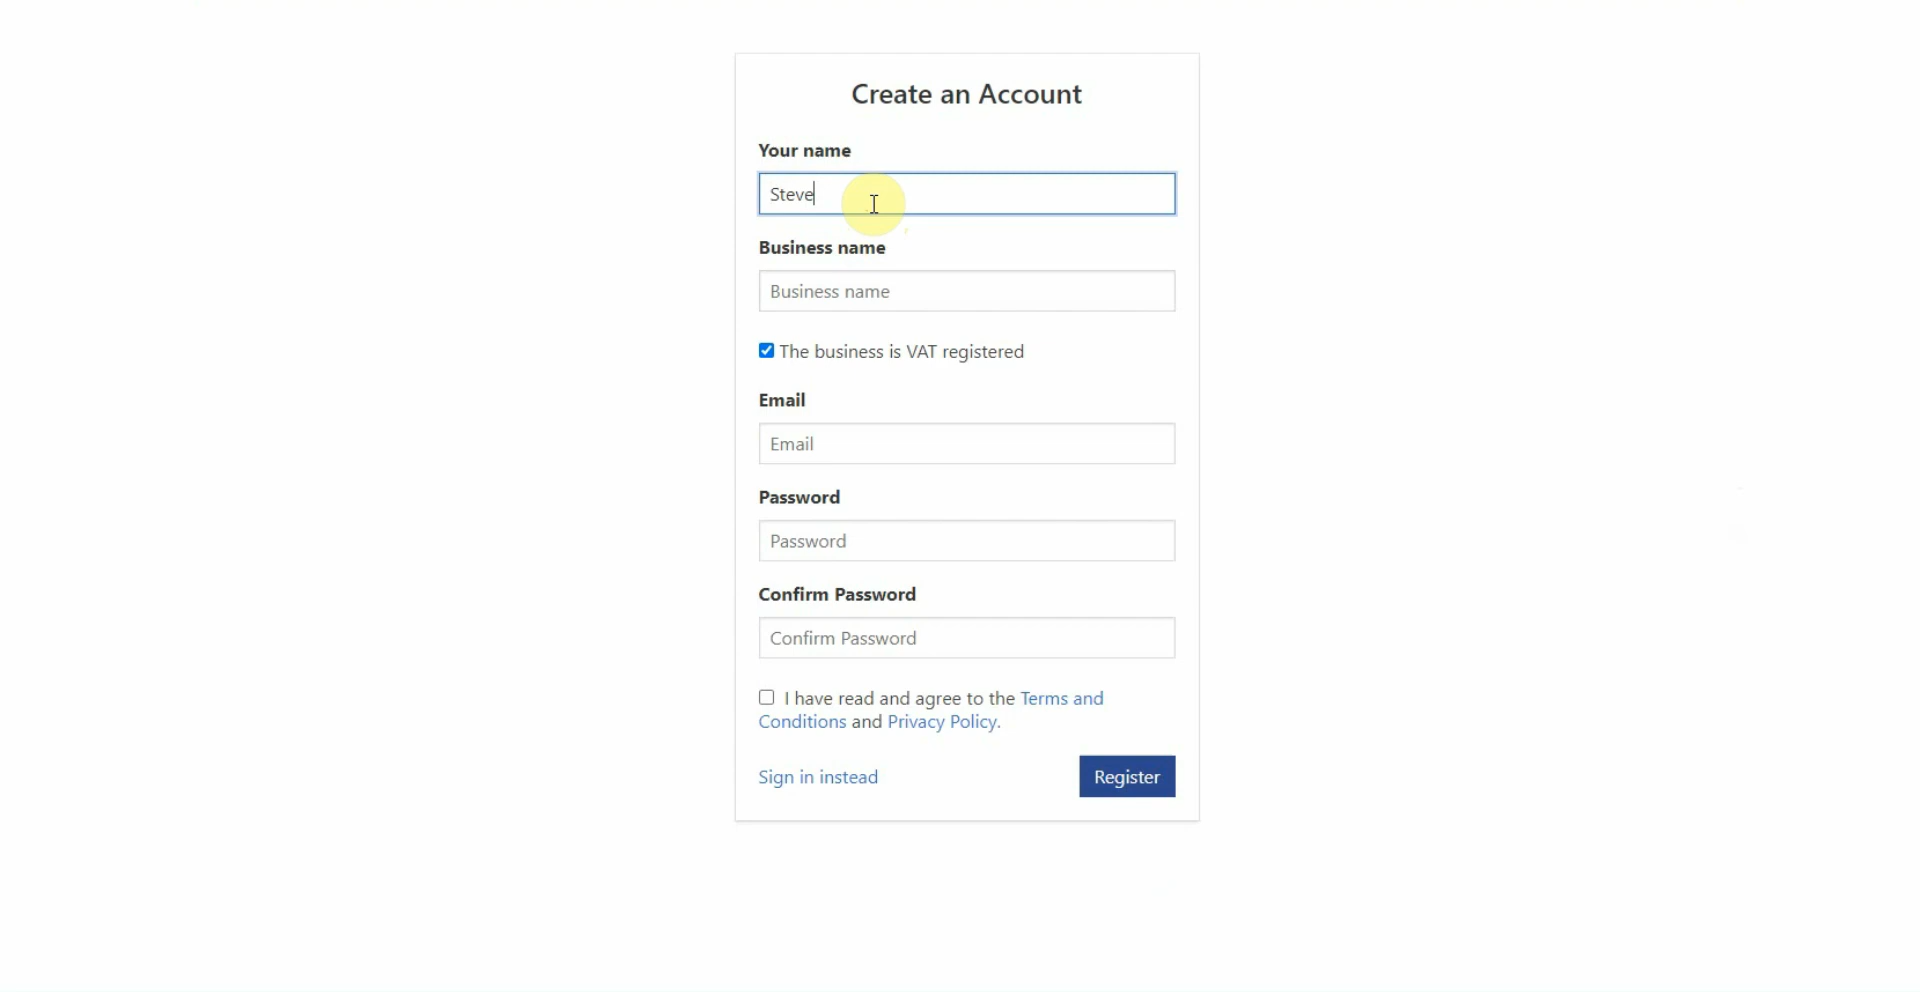 Create an Account
Your name
Steve
Business name
Business name
The business is VAT registered
Email
Email
Password
Password
Confirm Password
Confirm Password
I have read and agree to the Terms and
Conditions and Privacy Policy.
Sign in instead
Register